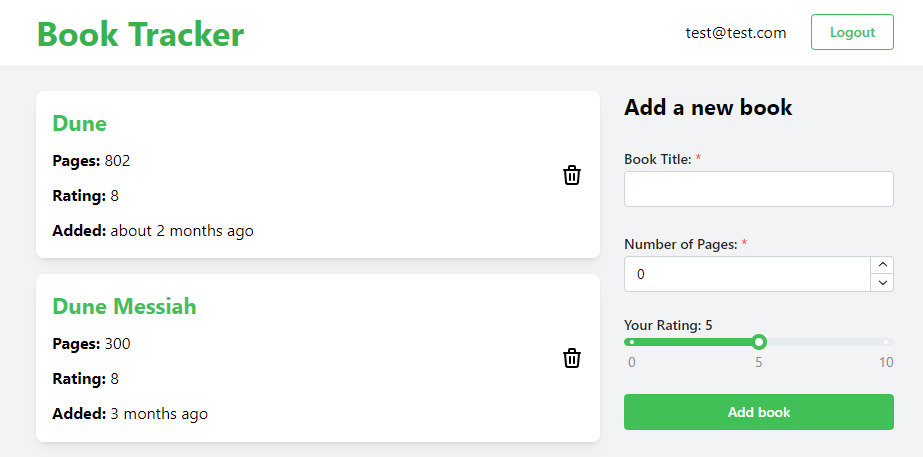 Book Tracker
test@test.com
Logout
Dune
Pages: 802
Rating: 8
Added: about 2 months ago
Dune Messiah
Pages: 300
Rating: 8
Added: 3 months ago
Add a new book
Book Title: *
Number of Pages: *
0
Your Rating: 5
0 5 10
Add book